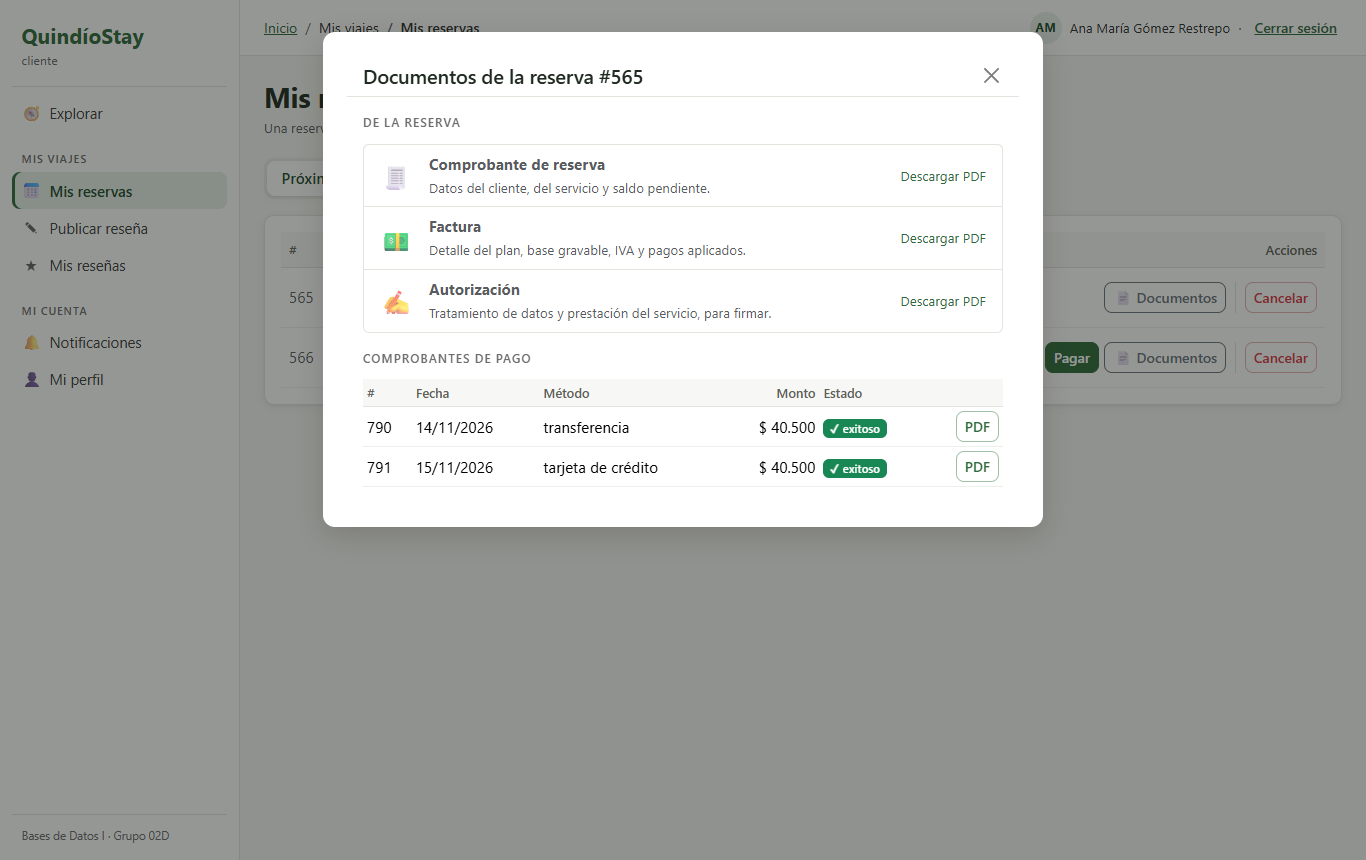 QuindíoStay
cliente
Explorar
MIS VIAJES
Mis reservas
Publicar reseña
Mis reseñas
MI CUENTA
Notificaciones
Mi perfil
Bases de Datos I · Grupo 02D
Inicio / Mis viajes / Mis reservas
AM Ana María Gómez Restrepo · Cerrar sesión
Mis
Una reserv
Próxin
# Acciones
565 Documentos Cancelar
566 Pagar Documentos Cancelar
Documentos de la reserva #565
DE LA RESERVA
Comprobante de reserva
Datos del cliente, del servicio y saldo pendiente.
Descargar PDF
Factura
Detalle del plan, base gravable, IVA y pagos aplicados.
Descargar PDF
Autorización
Tratamiento de datos y prestación del servicio, para firmar.
Descargar PDF
COMPROBANTES DE PAGO
# Fecha Método Monto Estado
790 14/11/2026 transferencia $ 40.500 ✓ exitoso PDF
791 15/11/2026 tarjeta de crédito $ 40.500 ✓ exitoso PDF